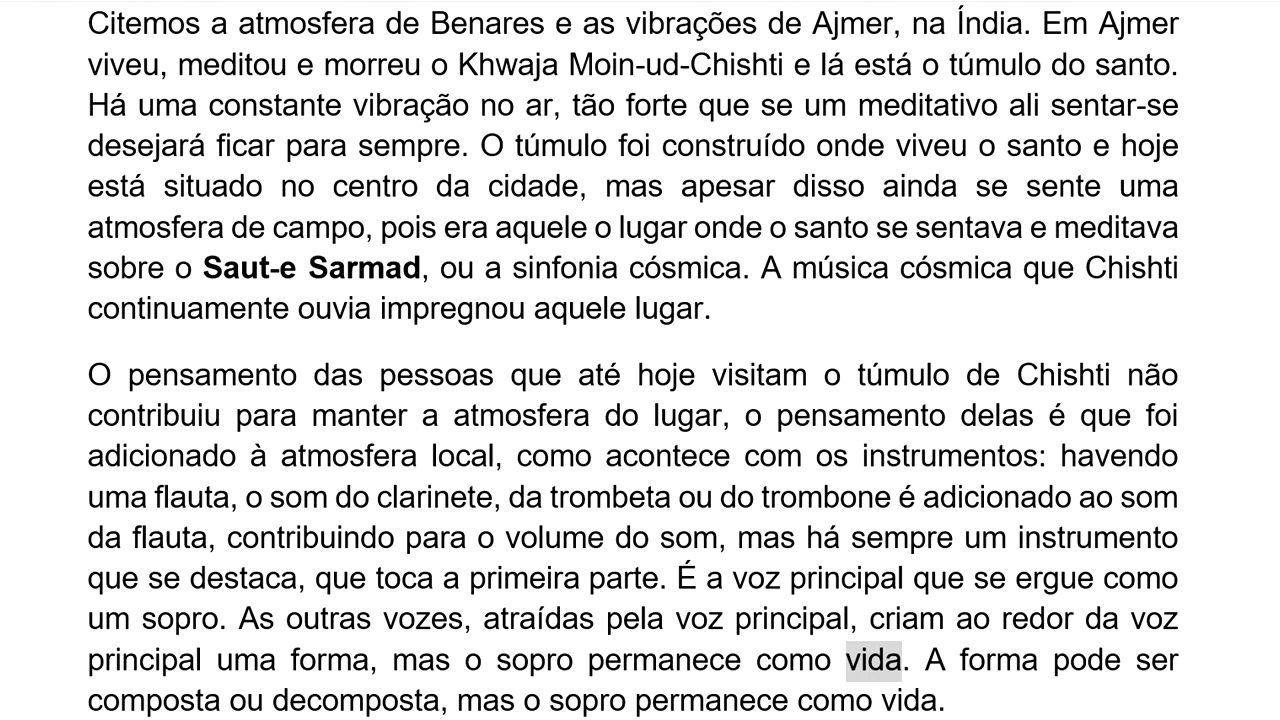 Citemos a atmosfera de Benares e as vibrações de Ajmer, na Índia. Em Ajmer
viveu, meditou e morreu o Khwaja Moin-ud-Chishti e lá está o túmulo do santo.
Há uma constante vibração no ar, tão forte que se um meditativo ali sentar-se
desejará ficar para sempre. O túmulo foi construído onde viveu o santo e hoje
está situado no centro da cidade, mas apesar disso ainda se sente uma
atmosfera de campo, pois era aquele o lugar onde o santo se sentava e meditava
sobre o Saut-e Sarmad, ou a sinfonia cósmica. A música cósmica que Chishti
continuamente ouvia impregnou aquele lugar.
O pensamento das pessoas que até hoje visitam o túmulo de Chishti não
contribuiu para manter a atmosfera do lugar, o pensamento delas é que foi
adicionado à atmosfera local, como acontece com os instrumentos: havendo
uma flauta, o som do clarinete, da trombeta ou do trombone é adicionado ao som
da flauta, contribuindo para o volume do som, mas há sempre um instrumento
que se destaca, que toca a primeira parte. É a voz principal que se ergue como
um sopro. As outras vozes, atraídas pela voz principal, criam ao redor da voz
principal uma forma, mas o sopro permanece como vida. A forma pode ser
composta ou decomposta, mas o sopro permanece como vida.